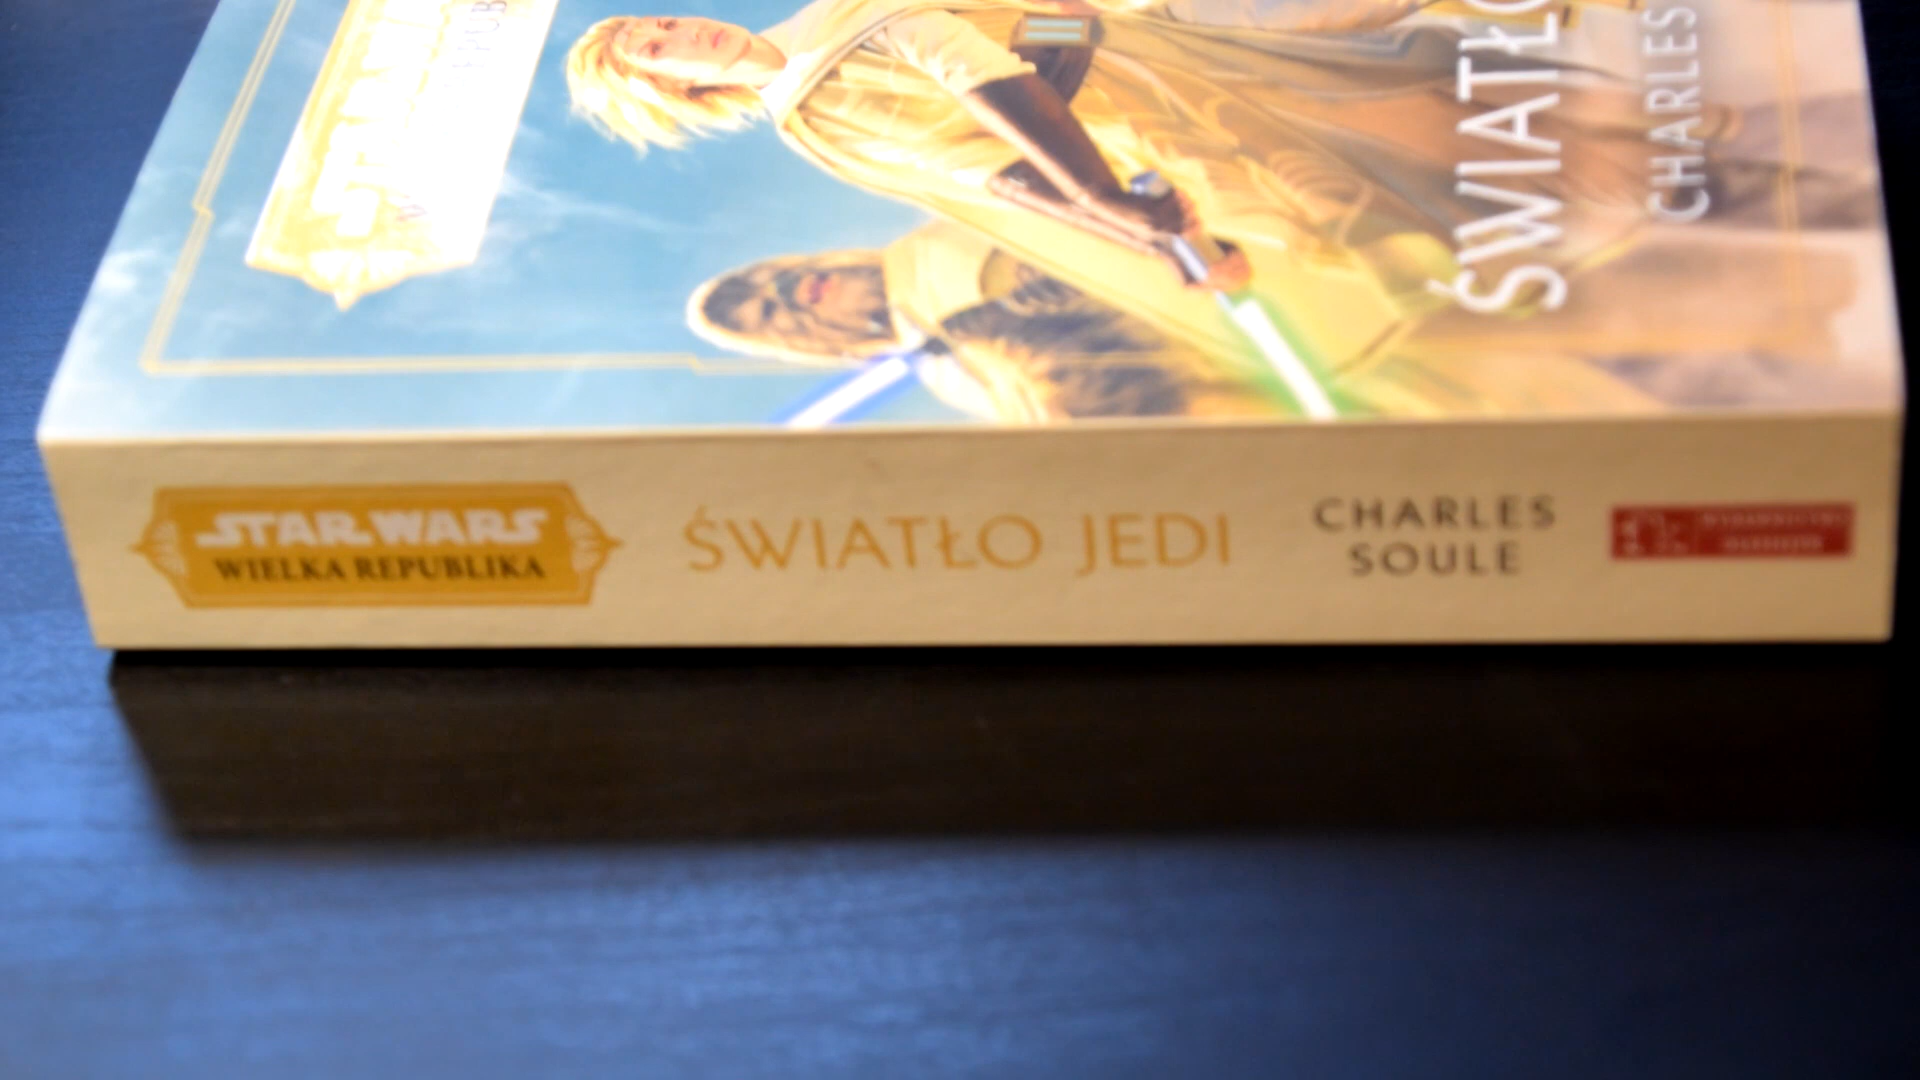 ŚWIATŁO
CHARLES
STAR WARS
WIELKA REPUBLIKA
ŚWIATŁO JEDI
CHARLES
SOULE